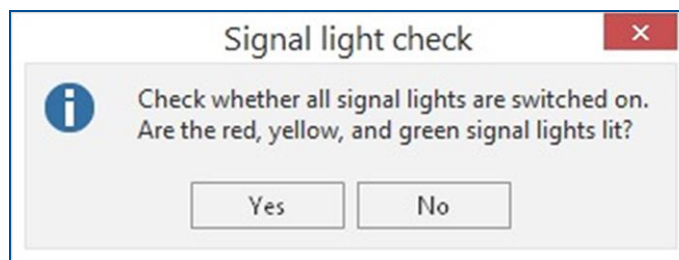 Signal light check
Check whether all signal lights are switched on.
Are the red, yellow, and green signal lights lit?
Yes No